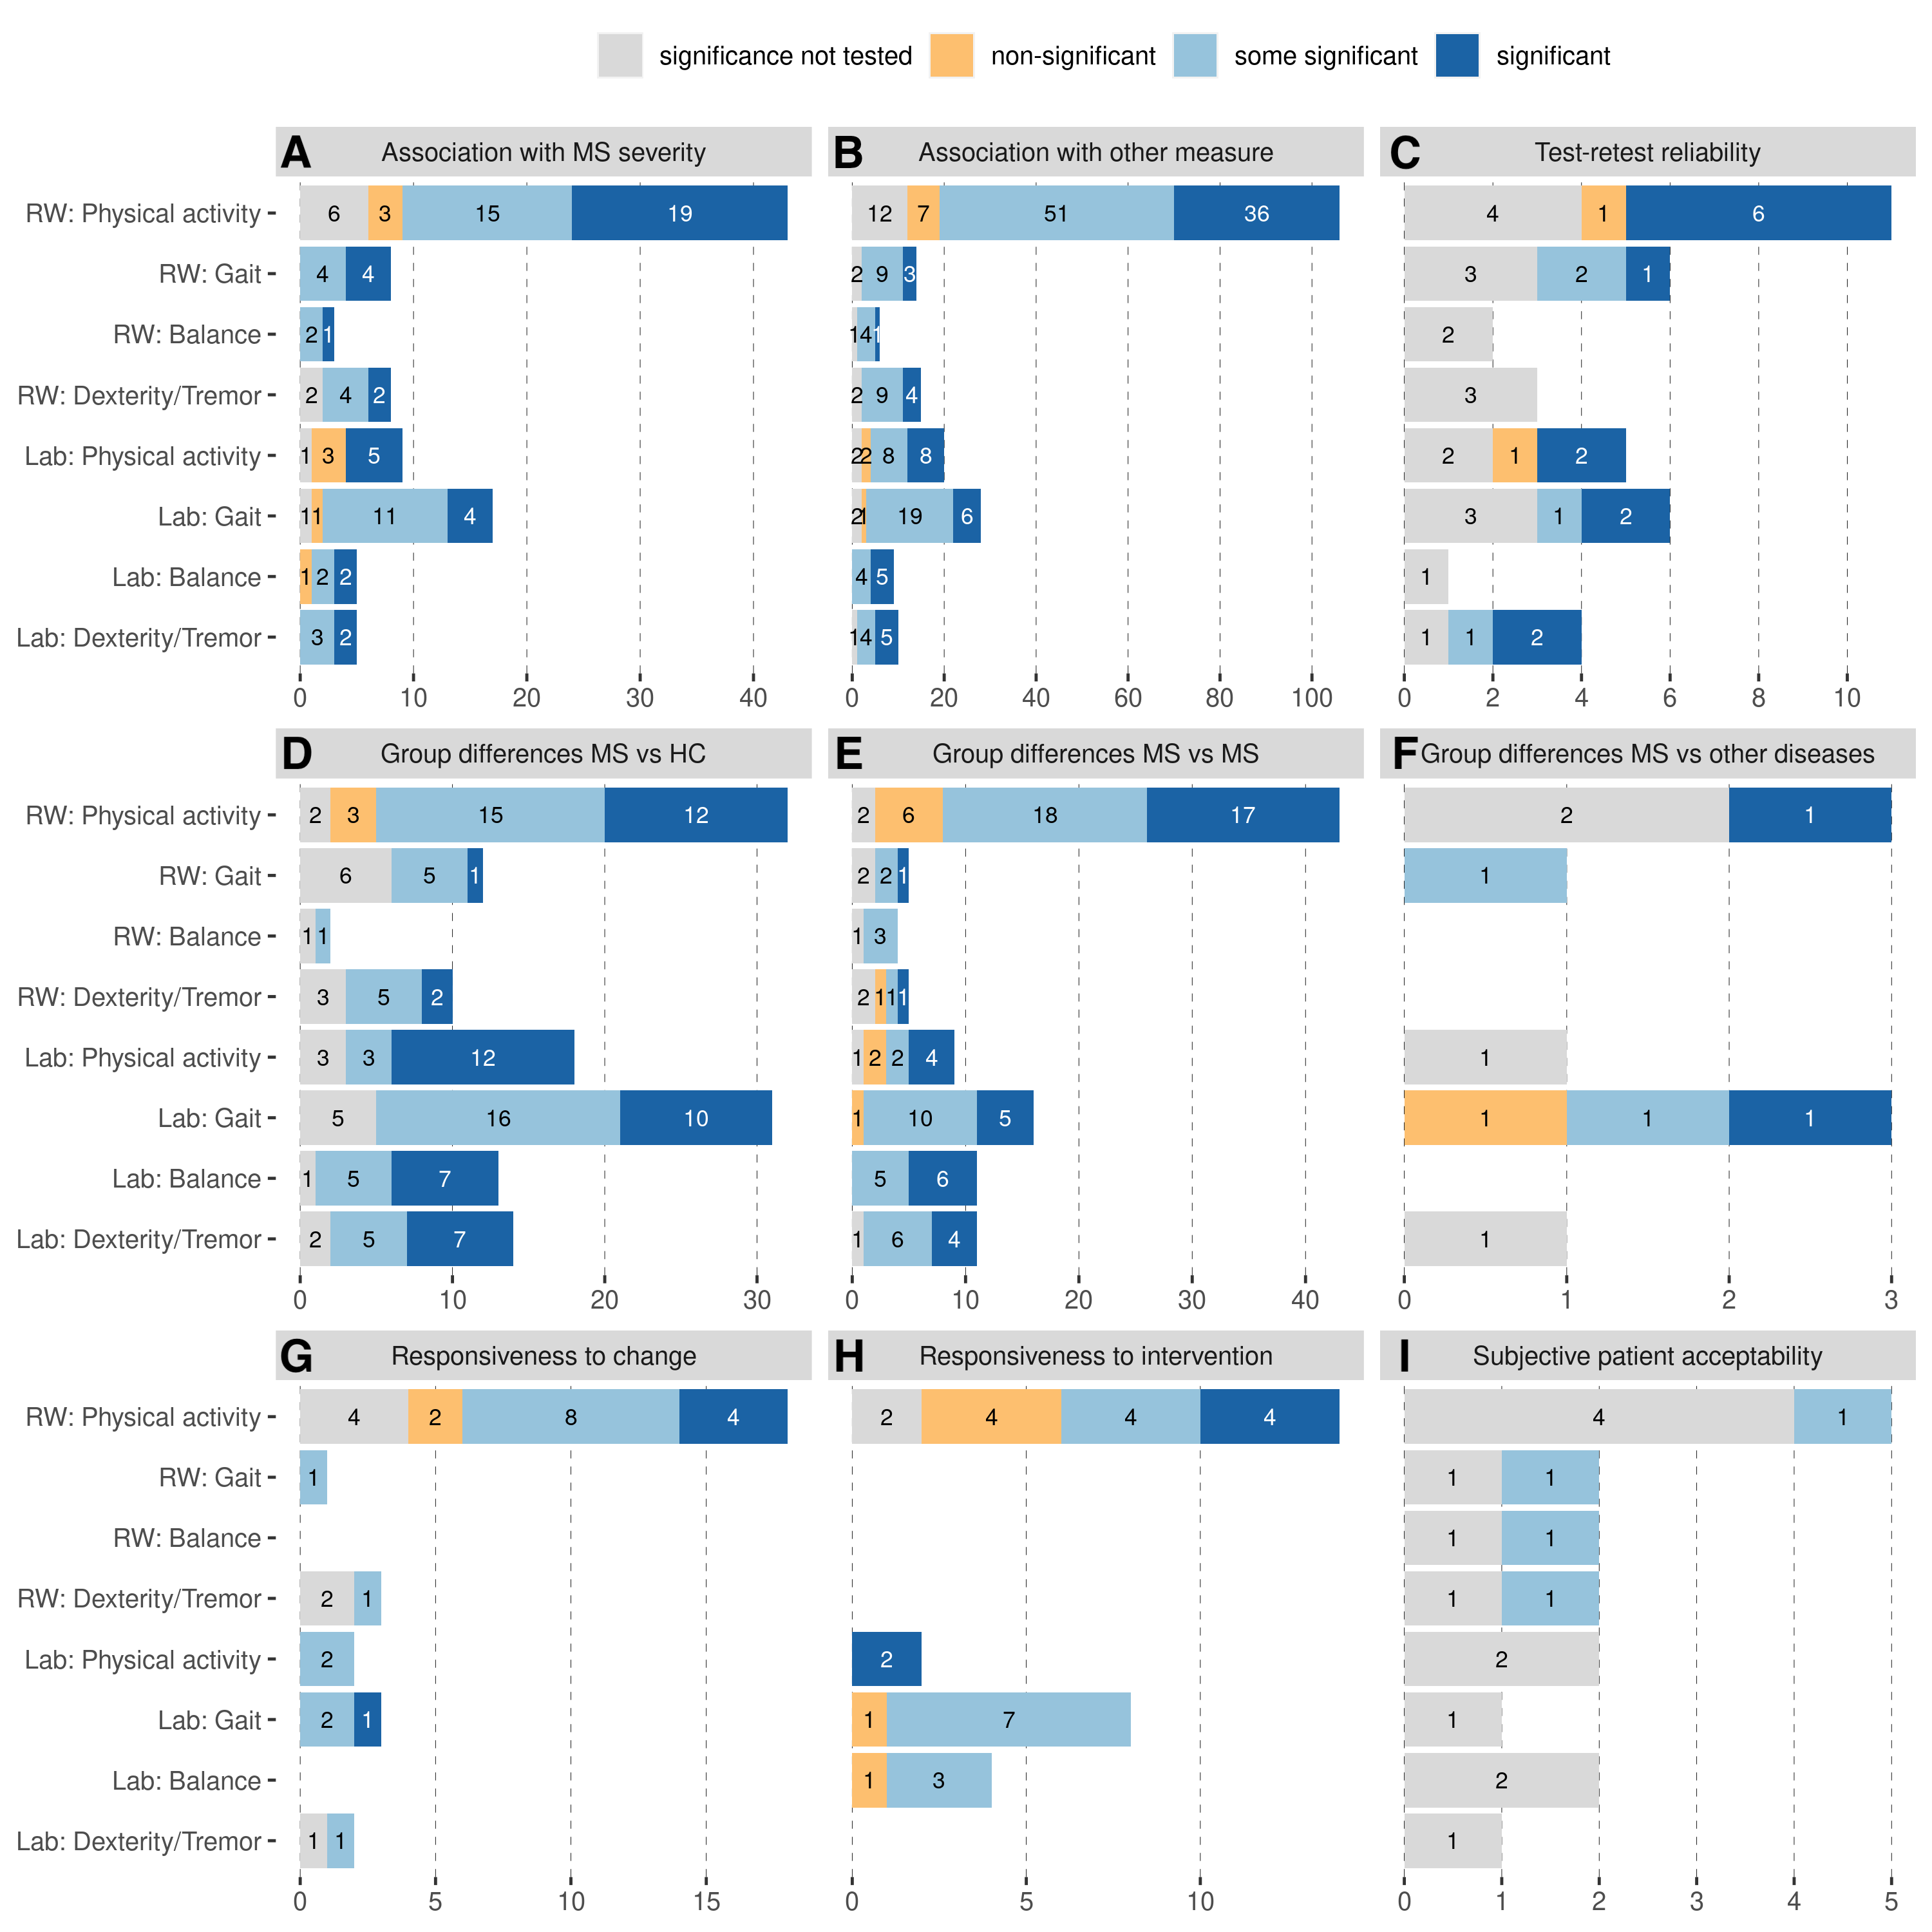 significance not tested non-significant some significant significant
A Association with MS severity B Association with other measure C Test-retest reliability
RW: Physical activity 6 3 15 19 12 7 51 36 4 1 6
RW: Gait 4 4 2 9 3 3 2 1
RW: Balance 2 1 1 4 1 2
RW: Dexterity/Tremor 2 4 2 2 9 4 3
Lab: Physical activity 1 3 5 2 2 8 8 2 1 2
Lab: Gait 1 1 11 4 2 1 19 6 3 1 2
Lab: Balance 1 2 2 4 5 1
Lab: Dexterity/Tremor 3 2 1 4 5 1 1 2
0 10 20 30 40 0 20 40 60 80 100 0 2 4 6 8 10
D Group differences MS vs HC E Group differences MS vs MS F Group differences MS vs other diseases
RW: Physical activity 2 3 15 12 2 6 18 17 2 1
RW: Gait 6 5 1 2 2 1 1
RW: Balance 1 1 1 3
RW: Dexterity/Tremor 3 5 2 2 1 1 1
Lab: Physical activity 3 3 12 1 2 2 4 1
Lab: Gait 5 16 10 1 10 5 1 1 1
Lab: Balance 1 5 7 5 6
Lab: Dexterity/Tremor 2 5 7 1 6 4 1
0 10 20 30 0 10 20 30 40 0 1 2 3
G Responsiveness to change H Responsiveness to intervention I Subjective patient acceptability
RW: Physical activity 4 2 8 4 2 4 4 4 4 1
RW: Gait 1 1 1
RW: Balance 1 1
RW: Dexterity/Tremor 2 1 1 1
Lab: Physical activity 2 2 2
Lab: Gait 2 1 1 7 1
Lab: Balance 1 3 2
Lab: Dexterity/Tremor 1 1 1
0 5 10 15 0 5 10 0 1 2 3 4 5